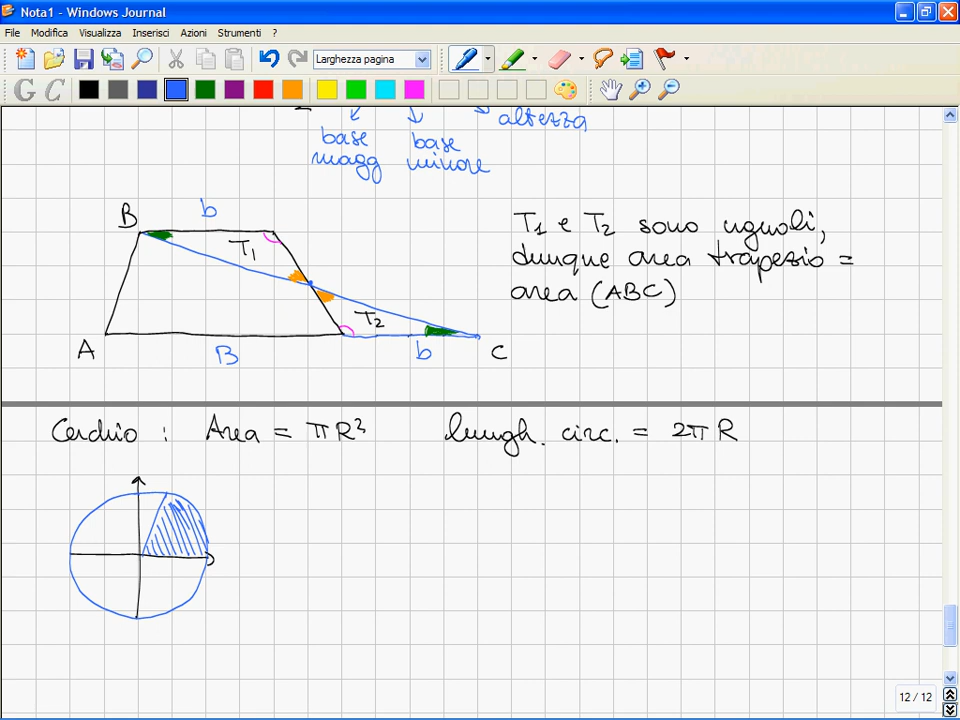 Nota1 - Windows Journal
File Modifica Visualizza Inserisci Azioni Strumenti ?
Larghezza pagina
G C
base magg
base minore
altezza
B b
T1
T2
A B b C
T1 e T2 sono uguali,
dunque area trapezio =
area (ABC)
Cerchio : Area = πR² lungh. circ. = 2πR
12 / 12